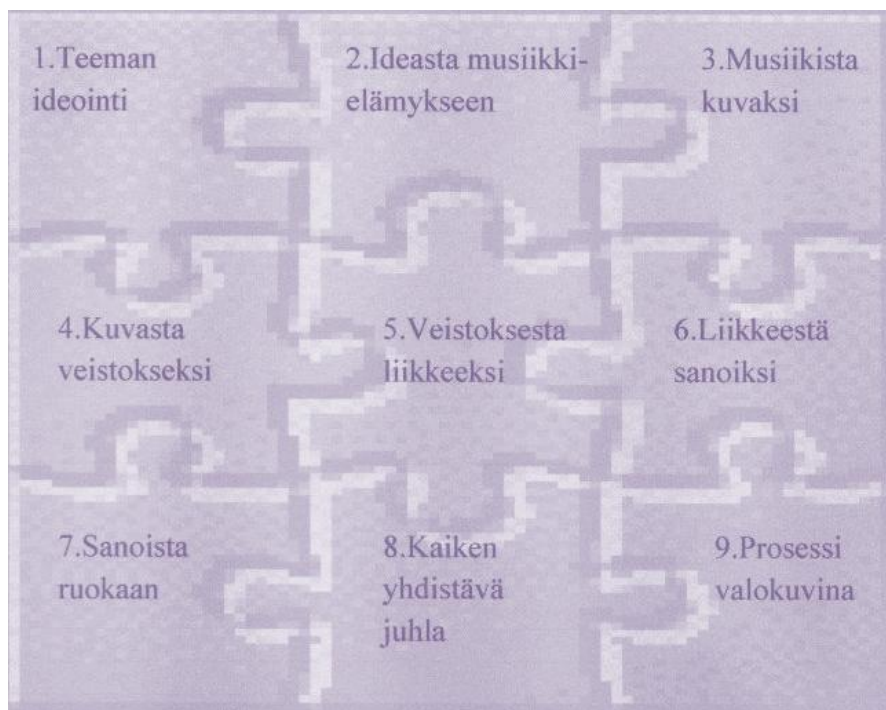 1.Teeman
ideointi
2.Ideasta musiikki-
elämykseen
3.Musiikista
kuvaksi
4.Kuvasta
veistokseksi
5.Veistoksesta
liikkeeksi
6.Liikkeestä
sanoiksi
7.Sanoista
ruokaan
8.Kaiken
yhdistävä
juhla
9.Prosessi
valokuvina